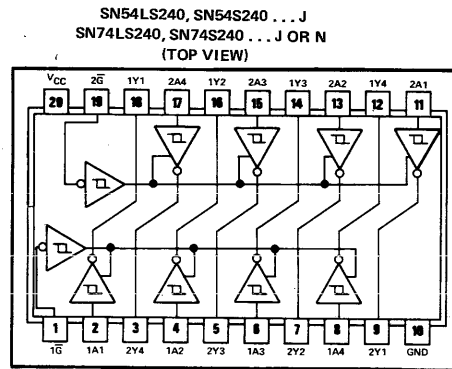 SN54LS240, SN54S240 . . . J
SN74LS240, SN74S240 . . . J OR N
(TOP VIEW)
VCC 2G̅ 1Y1 2A4 1Y2 2A3 1Y3 2A2 1Y4 2A1
20 19 18 17 16 15 14 13 12 11
1 2 3 4 5 6 7 8 9 10
1G̅ 1A1 2Y4 1A2 2Y3 1A3 2Y2 1A4 2Y1 GND